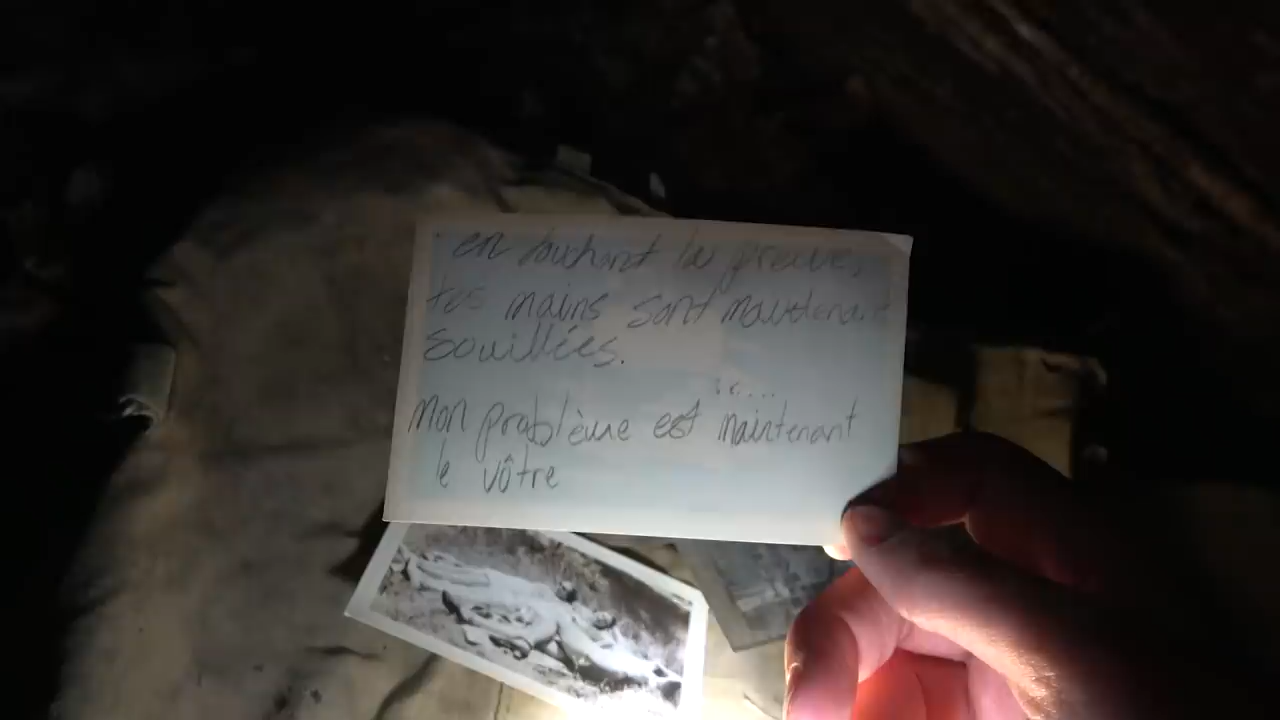 en touchant la preuve,
tes mains sont maintenant
souillées.
mon problème est maintenant
le vôtre